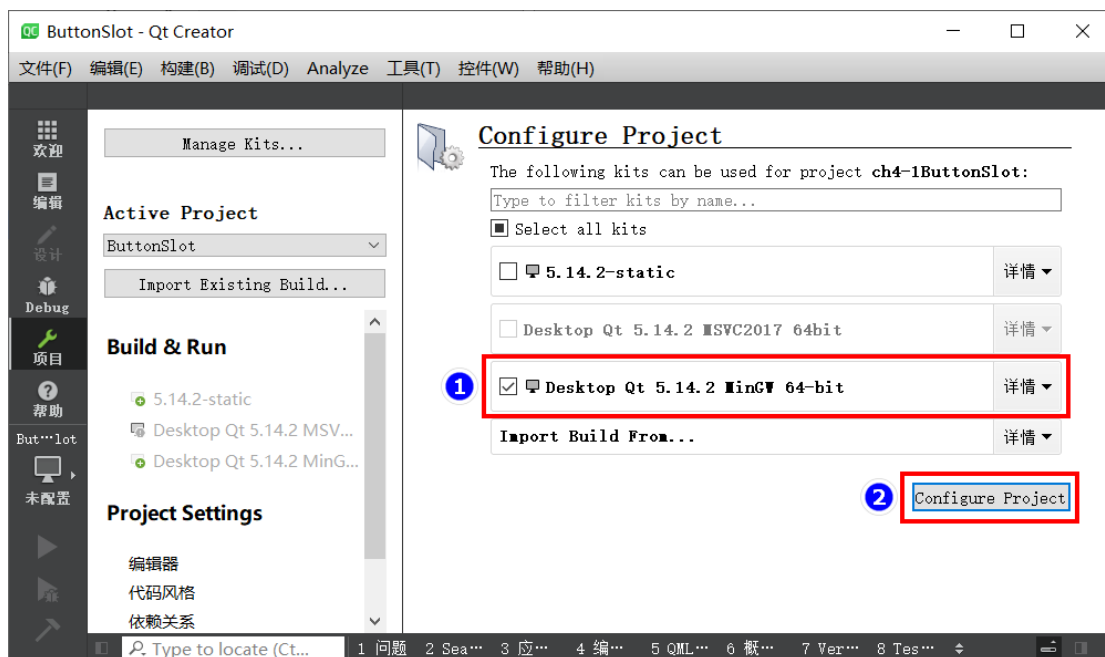 ButtonSlot - Qt Creator
文件(F) 编辑(E) 构建(B) 调试(D) Analyze 工具(T) 控件(W) 帮助(H)
欢迎
编辑
设计
Debug
项目
帮助
But···lot
未配置
Manage Kits...
Active Project
ButtonSlot
Import Existing Build...
Build & Run
5.14.2-static
Desktop Qt 5.14.2 MSV...
Desktop Qt 5.14.2 MinG...
Project Settings
编辑器
代码风格
依赖关系
Configure Project
The following kits can be used for project ch4-1ButtonSlot:
Type to filter kits by name...
Select all kits
5.14.2-static 详情
Desktop Qt 5.14.2 MSVC2017 64bit 详情
1 Desktop Qt 5.14.2 MinGW 64-bit 详情
Import Build From... 详情
2 Configure Project
Type to locate (Ct... 1 问题 2 Sea··· 3 应··· 4 编··· 5 QML··· 6 概··· 7 Ver··· 8 Tes···